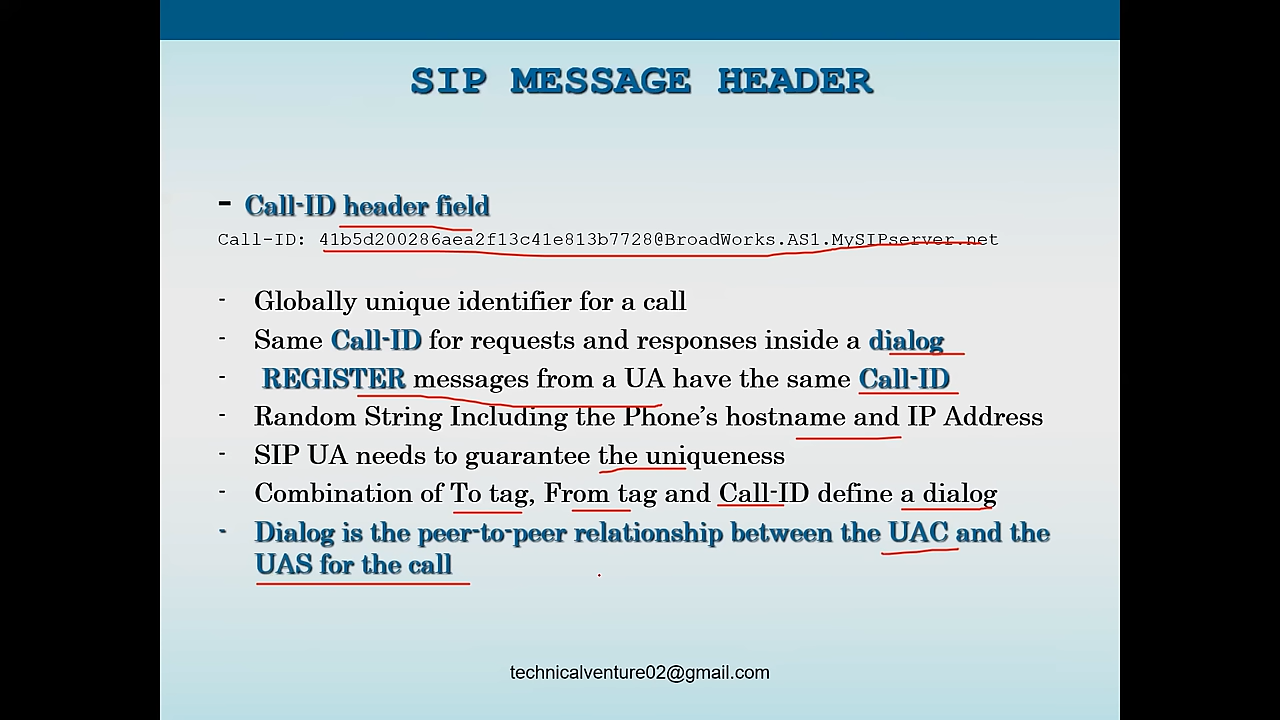 SIP MESSAGE HEADER
- Call-ID header field
Call-ID: 41b5d200286aea2f13c41e813b7728@BroadWorks.AS1.MySIPserver.net
- Globally unique identifier for a call
- Same Call-ID for requests and responses inside a dialog
- REGISTER messages from a UA have the same Call-ID
- Random String Including the Phone's hostname and IP Address
- SIP UA needs to guarantee the uniqueness
- Combination of To tag, From tag and Call-ID define a dialog
- Dialog is the peer-to-peer relationship between the UAC and the
UAS for the call
technicalventure02@gmail.com